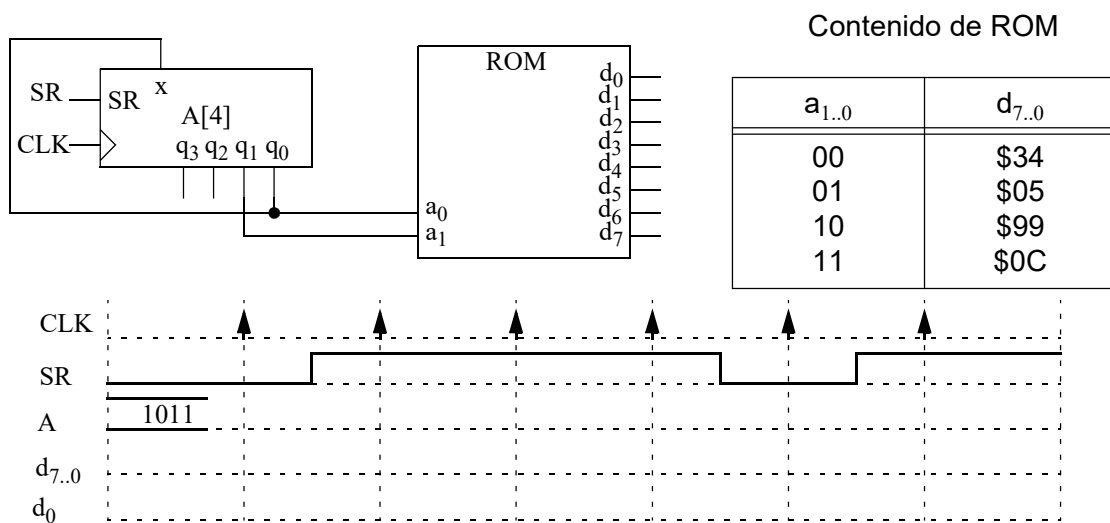 Contenido de ROM
x
SR
SR
A[4]
CLK
q3 q2 q1 q0
ROM
d0
d1
d2
d3
d4
d5
d6
d7
a0
a1
a1..0 d7..0
00 $34
01 $05
10 $99
11 $0C
CLK
SR
A 1011
d7..0
d0